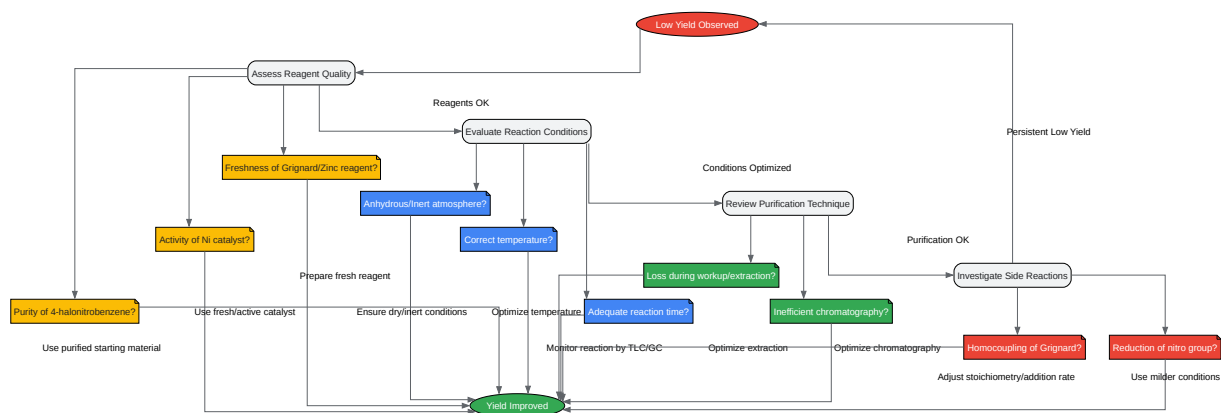 Low Yield Observed
Assess Reagent Quality
Reagents OK
Evaluate Reaction Conditions
Persistent Low Yield
Freshness of Grignard/Zinc reagent?
Conditions Optimized
Anhydrous/Inert atmosphere?
Review Purification Technique
Activity of Ni catalyst?
Correct temperature?
Purification OK
Prepare fresh reagent
Loss during workup/extraction?
Investigate Side Reactions
Purity of 4-halonitrobenzene?
Use fresh/active catalyst
Ensure dry/inert conditions
Optimize temperature
Adequate reaction time?
Inefficient chromatography?
Use purified starting material
Monitor reaction by TLC/GC
Optimize extraction
Optimize chromatography
Homocoupling of Grignard?
Reduction of nitro group?
Adjust stoichiometry/addition rate
Use milder conditions
Yield Improved